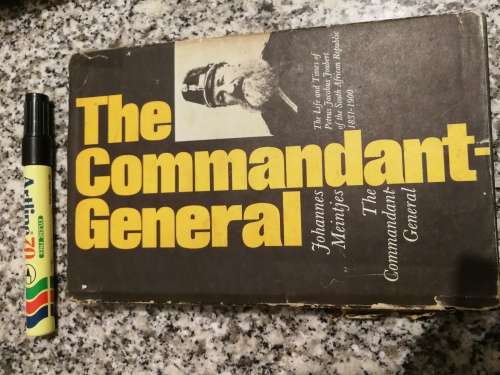 The
Commandant-
General
The Life and Times of
Petrus Jacobus Joubert
of the South African Republic
1831-1900
Johannes
Meintjes
The
Commandant-
General
Artline
70